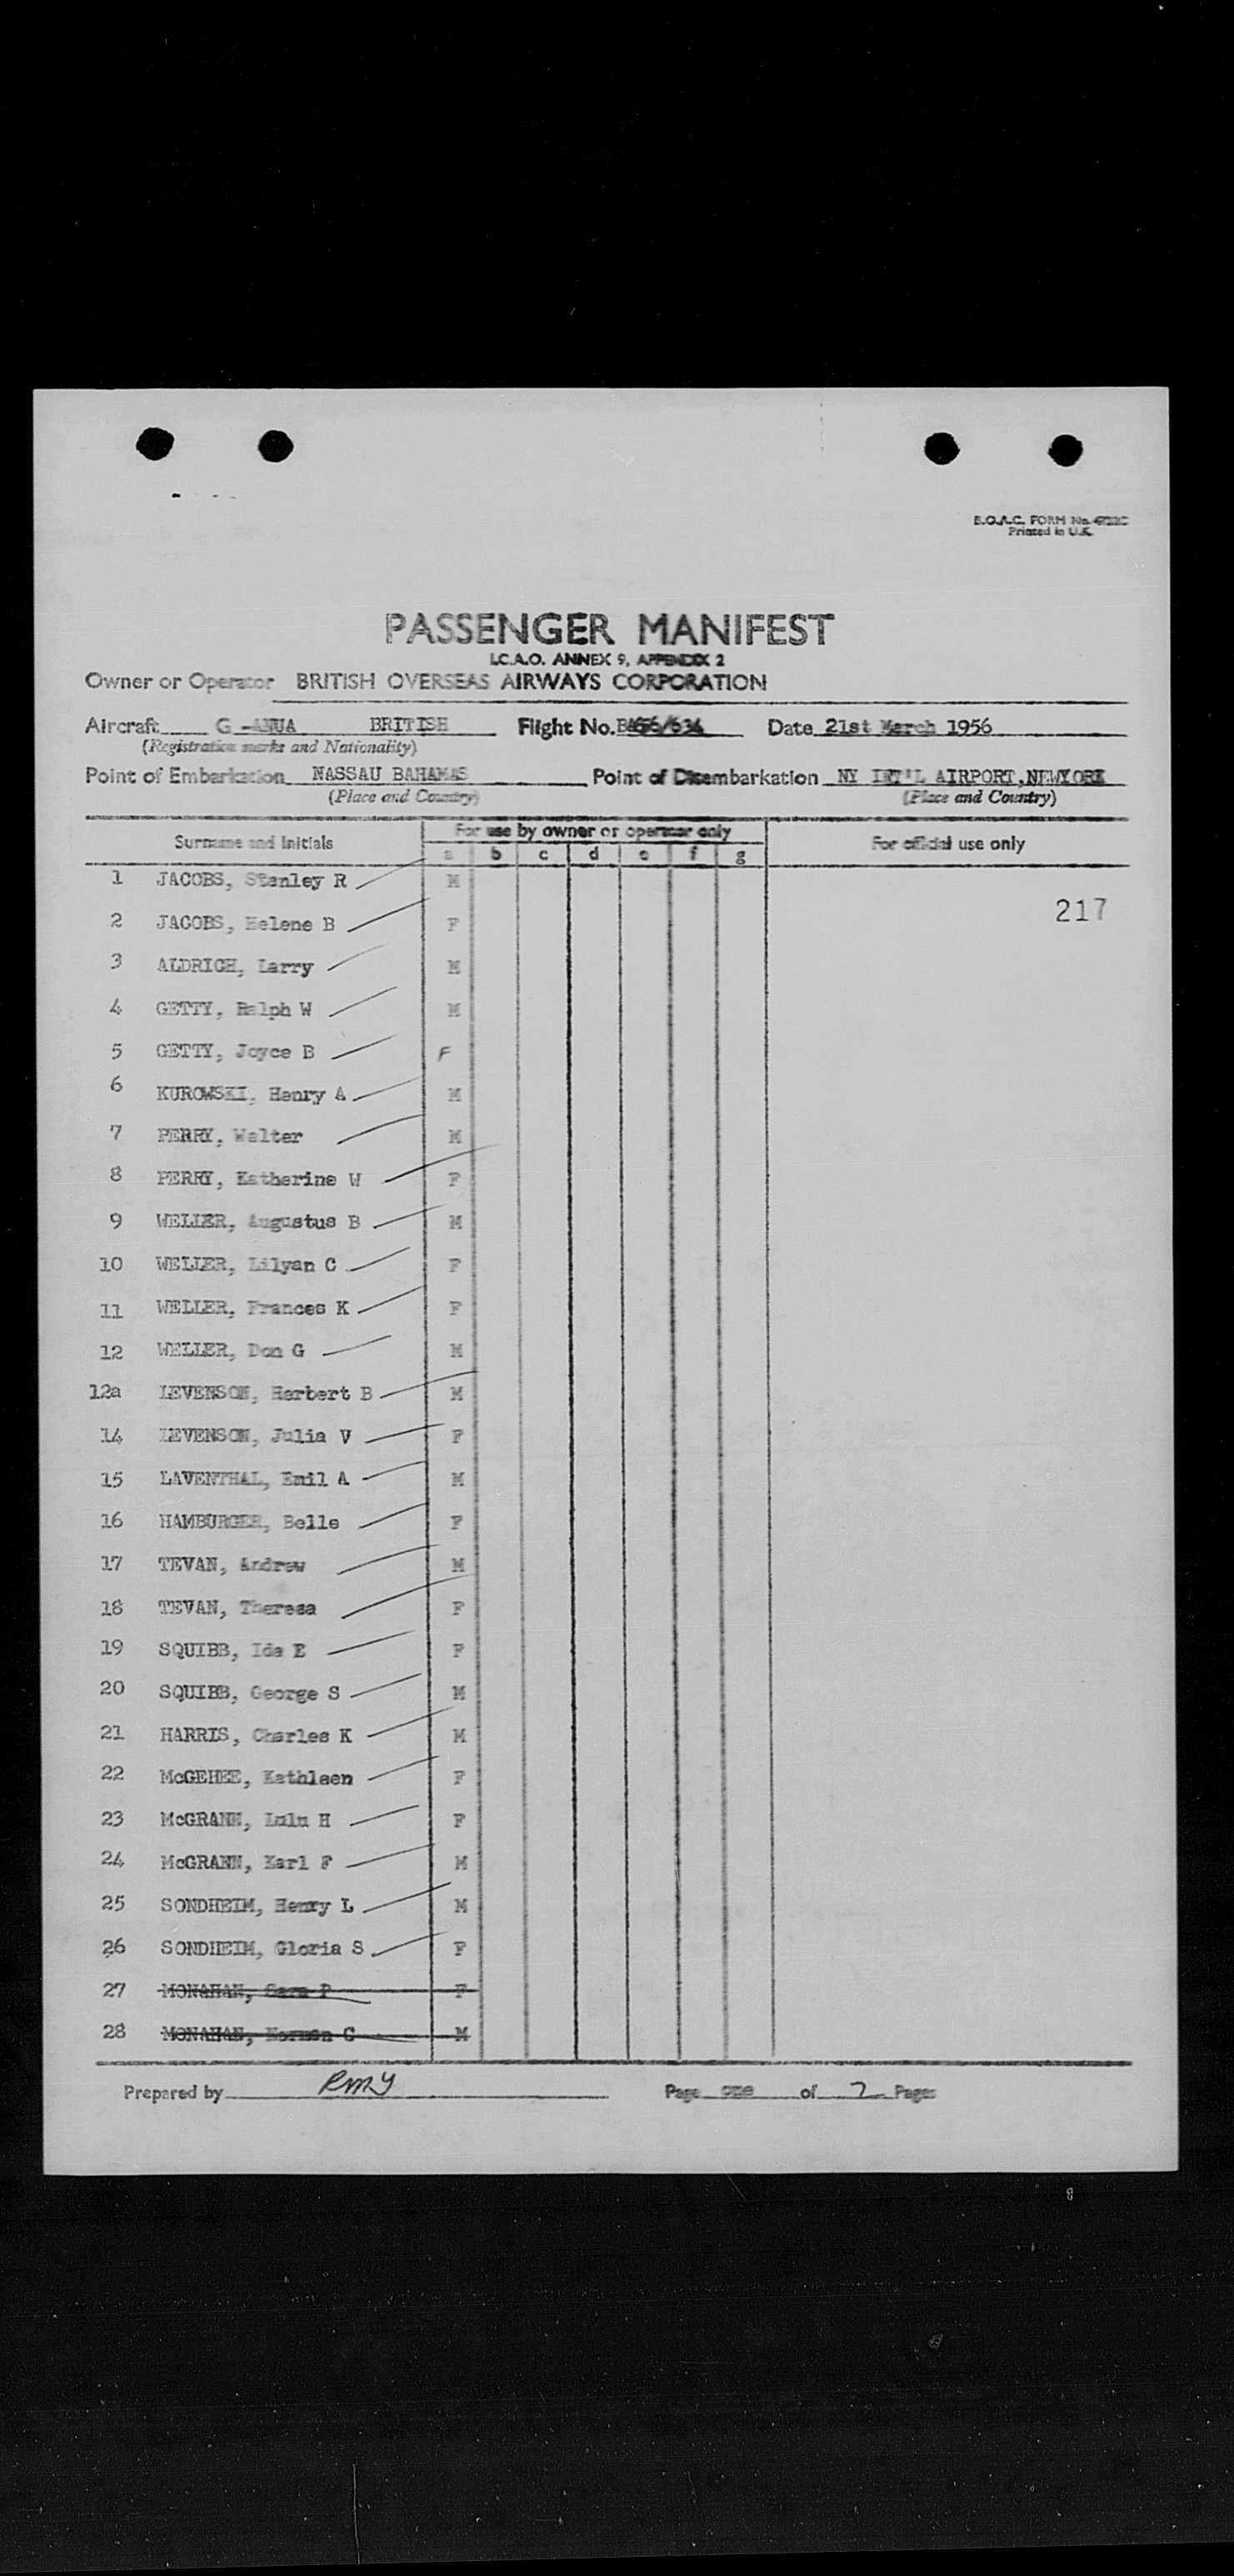 B.O.A.C. FORM No.
Printed in U.K.
PASSENGER MANIFEST
I.C.A.O. ANNEX 9, APPENDIX 2
Owner or Operator BRITISH OVERSEAS AIRWAYS CORPORATION
Aircraft G - BRITISH Flight No. Date 21st March 1956
(Registration marks and Nationality)
Point of Embarkation NASSAU BAHAMAS Point of Disembarkation NY INT'L AIRPORT,NEWYORK
(Place and Country) (Place and Country)
Surname and Initials For use by owner or operator only For official use only
a b c d e f g
1 JACOBS, Stanley R M
217
2 JACOBS, Helene B F
3 ALDRICH, Larry M
4 GETTY, Ralph W M
5 GETTY, Joyce B F
6 KUROWSKI, Henry A M
7 PERRY, Walter M
8 PERRY, Katherine W F
9 WELLER, Augustus B M
10 WELLER, Lilyan C F
11 WELLER, Frances K F
12 WELLER, Don G M
12a LEVENSON, Herbert B M
14 LEVENSON, Julia V F
15 LAVENTHAL, Emil A M
16 HAMBURGER, Belle F
17 TEVAN, Andrew M
18 TEVAN, Theresa F
19 SQUIBB, Ida E F
20 SQUIBB, George S M
21 HARRIS, Charles K M
22 McGEHEE, Kathleen F
23 McGRANN, Lulu H F
24 McGRANN, Karl F M
25 SONDHEIM, Henry L M
26 SONDHEIM, Gloria S F
27 MONAHAN, Sara P F
28 MONAHAN, Norman C M
Prepared by RMY Page one of 2 Pages